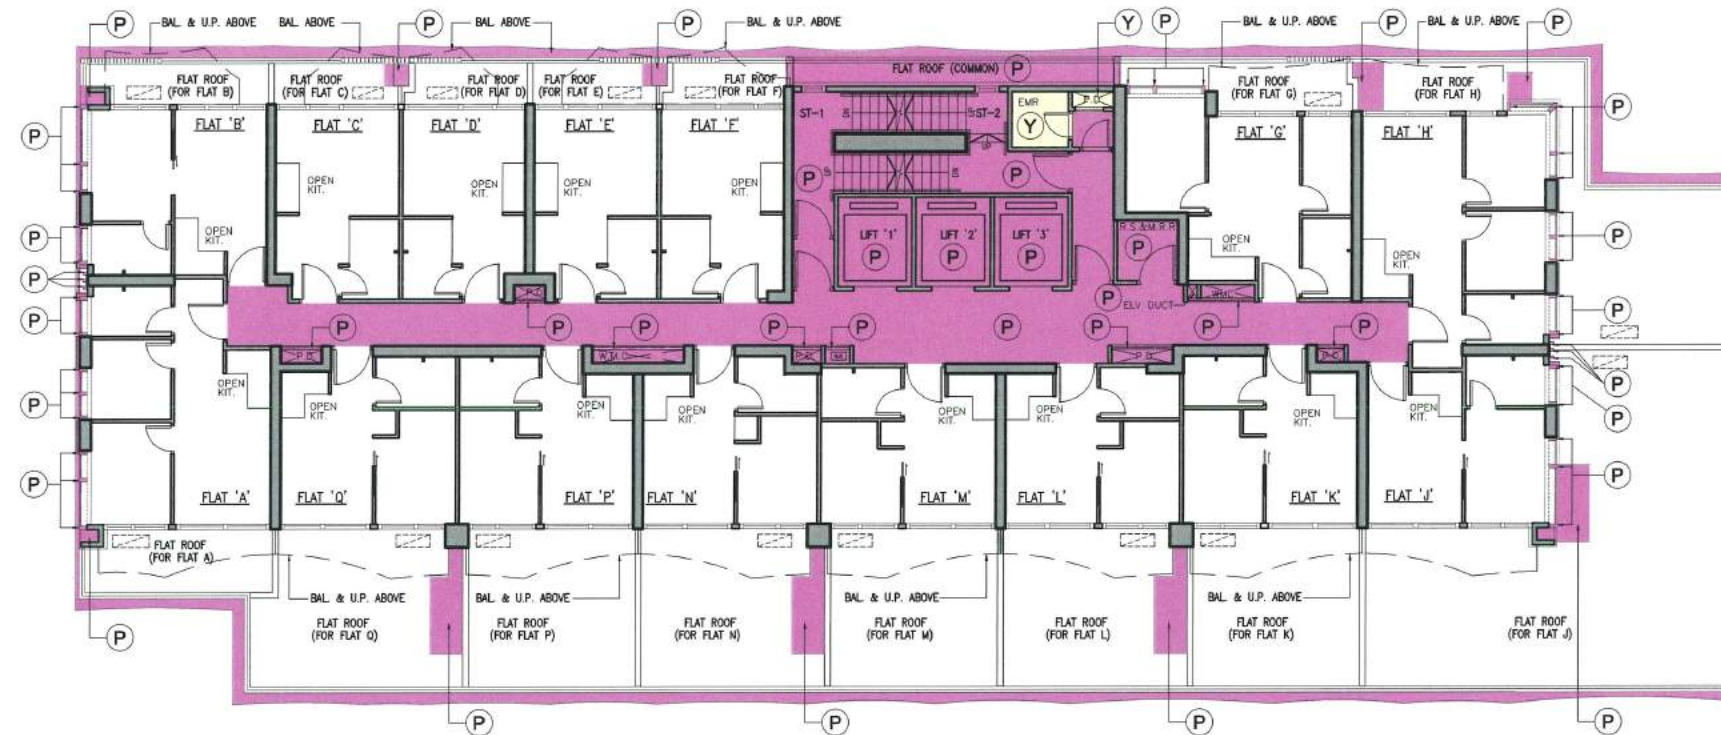 P
BAL. & U.P. ABOVE
BAL. ABOVE
P
BAL. ABOVE
P
BAL. & U.P. ABOVE
Y
P
BAL. & U.P. ABOVE
P
BAL & U.P. ABOVE
P
FLAT ROOF
(FOR FLAT B)
FLAT ROOF
(FOR FLAT C)
FLAT ROOF
(FOR FLAT D)
FLAT ROOF
(FOR FLAT E)
FLAT ROOF
(FOR FLAT F)
FLAT ROOF (COMMON)
P
FLAT ROOF
(FOR FLAT G)
FLAT ROOF
(FOR FLAT H)
P
FLAT 'B'
FLAT 'C'
FLAT 'D'
FLAT 'E'
FLAT 'F'
ST-1
ST-2
EMR
Y
P.D.
FLAT 'G'
FLAT 'H'
P
P
P
UP
DN
OPEN
KIT.
OPEN
KIT.
OPEN
KIT.
OPEN
KIT.
OPEN
KIT.
P
LIFT '1'
P
LIFT '2'
P
LIFT '3'
P
R.S.&M.R.R
P
OPEN
KIT.
OPEN
KIT.
P
P
P
P
ELV. DUCT
W.M.C.
P
P
P
P
P
P
P
P
P
P
P
P.D.
W.M.C.
P.D.
P.D.
P.D.
P
P
P
OPEN
KIT.
OPEN
KIT.
OPEN
KIT.
OPEN
KIT.
OPEN
KIT.
OPEN
KIT.
OPEN
KIT.
OPEN
KIT.
P
P
FLAT 'A'
FLAT 'Q'
FLAT 'P'
FLAT 'N'
FLAT 'M'
FLAT 'L'
FLAT 'K'
FLAT 'J'
FLAT ROOF
(FOR FLAT A)
BAL. & U.P. ABOVE
BAL. & U.P. ABOVE
BAL. & U.P. ABOVE
BAL. & U.P. ABOVE
FLAT ROOF
(FOR FLAT Q)
FLAT ROOF
(FOR FLAT P)
FLAT ROOF
(FOR FLAT N)
FLAT ROOF
(FOR FLAT M)
FLAT ROOF
(FOR FLAT L)
FLAT ROOF
(FOR FLAT K)
FLAT ROOF
(FOR FLAT J)
P
P
P
P
P